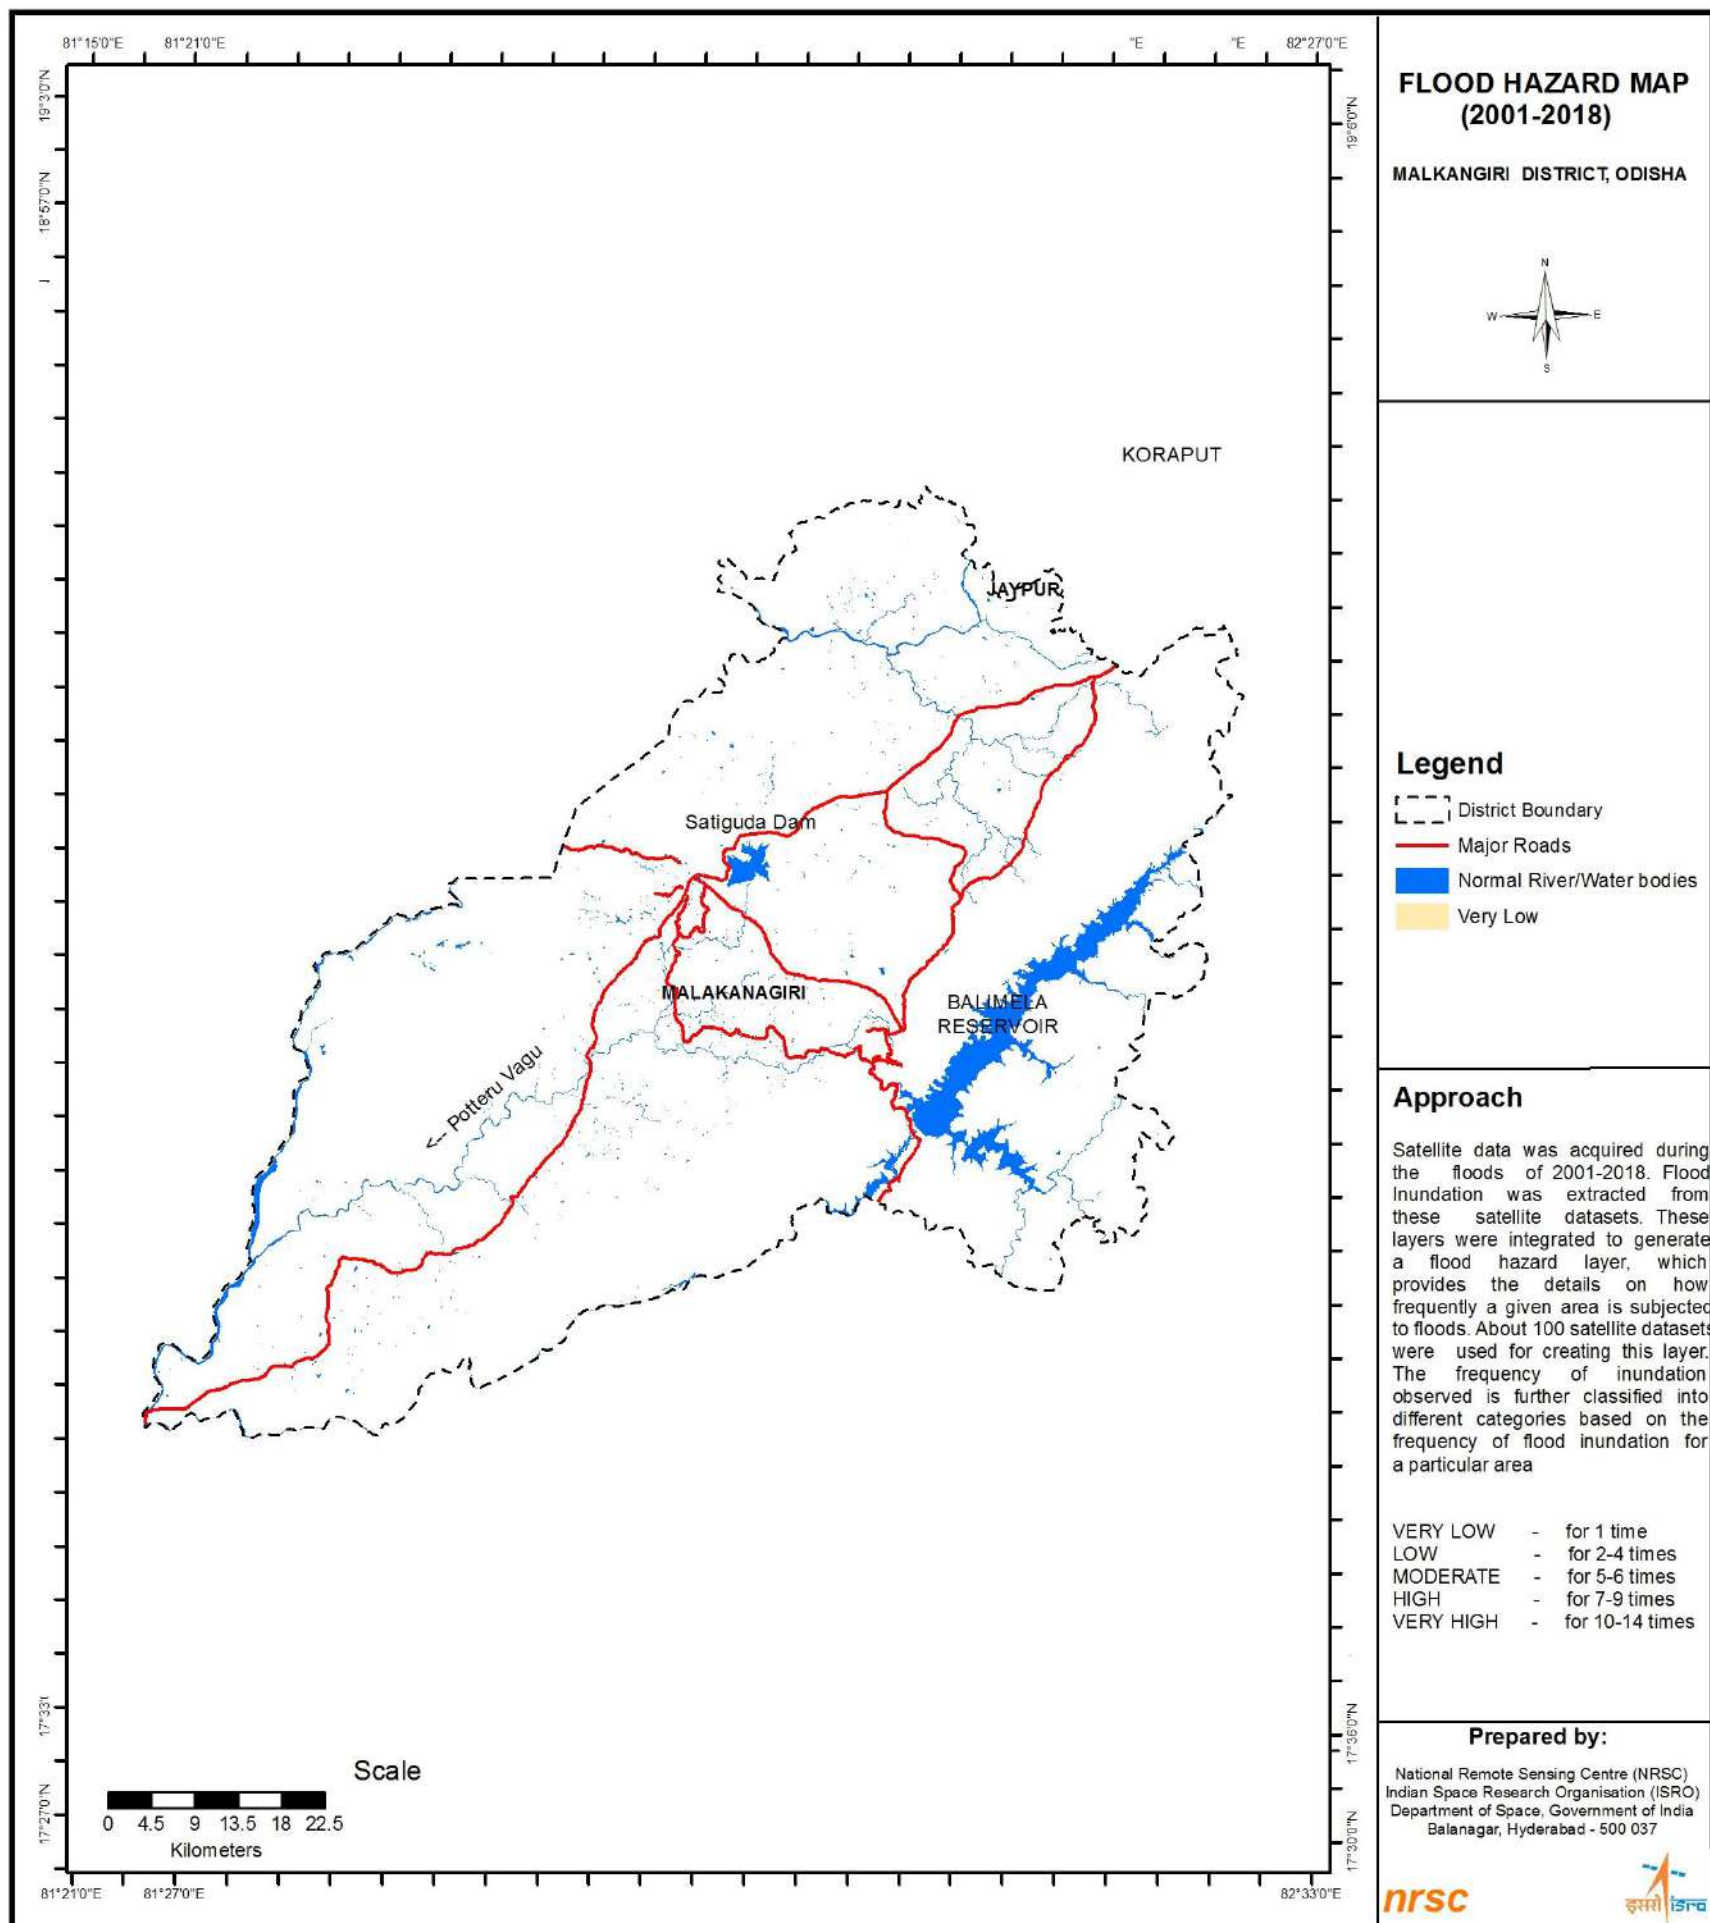 81°15'0"E 81°21'0"E "E "E 82°27'0"E
19°3'0"N
18°57'0"N
19°6'0"N
FLOOD HAZARD MAP
(2001-2018)
MALKANGIRI DISTRICT, ODISHA
N
W E
S
KORAPUT
JAYPUR
Satiguda Dam
MALAKANAGIRI
BALIMELA
RESERVOIR
<-- Potteru Vagu
Legend
District Boundary
Major Roads
Normal River/Water bodies
Very Low
Approach
Satellite data was acquired during
the floods of 2001-2018. Flood
Inundation was extracted from
these satellite datasets. These
layers were integrated to generate
a flood hazard layer, which
provides the details on how
frequently a given area is subjected
to floods. About 100 satellite datasets
were used for creating this layer.
The frequency of inundation
observed is further classified into
different categories based on the
frequency of flood inundation for
a particular area
VERY LOW - for 1 time
LOW - for 2-4 times
MODERATE - for 5-6 times
HIGH - for 7-9 times
VERY HIGH - for 10-14 times
17°33'
17°27'0"N
17°36'0"N
17°30'0"N
Scale
0 4.5 9 13.5 18 22.5
Kilometers
81°21'0"E 81°27'0"E 82°33'0"E
Prepared by:
National Remote Sensing Centre (NRSC)
Indian Space Research Organisation (ISRO)
Department of Space, Government of India
Balanagar, Hyderabad - 500 037
nrsc
इसरो isro